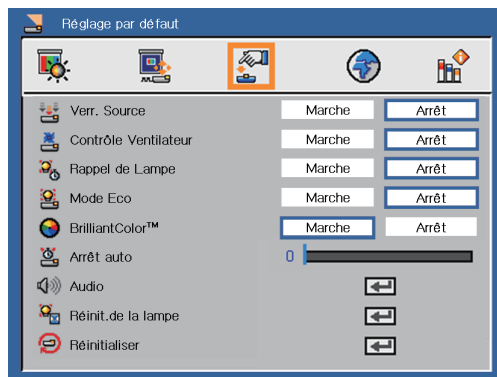 Réglage par défaut
Verr. Source Marche Arrêt
Contrôle Ventilateur Marche Arrêt
Rappel de Lampe Marche Arrêt
Mode Eco Marche Arrêt
BrilliantColor™ Marche Arrêt
Arrêt auto 0
Audio
Réinit.de la lampe
Réinitialiser